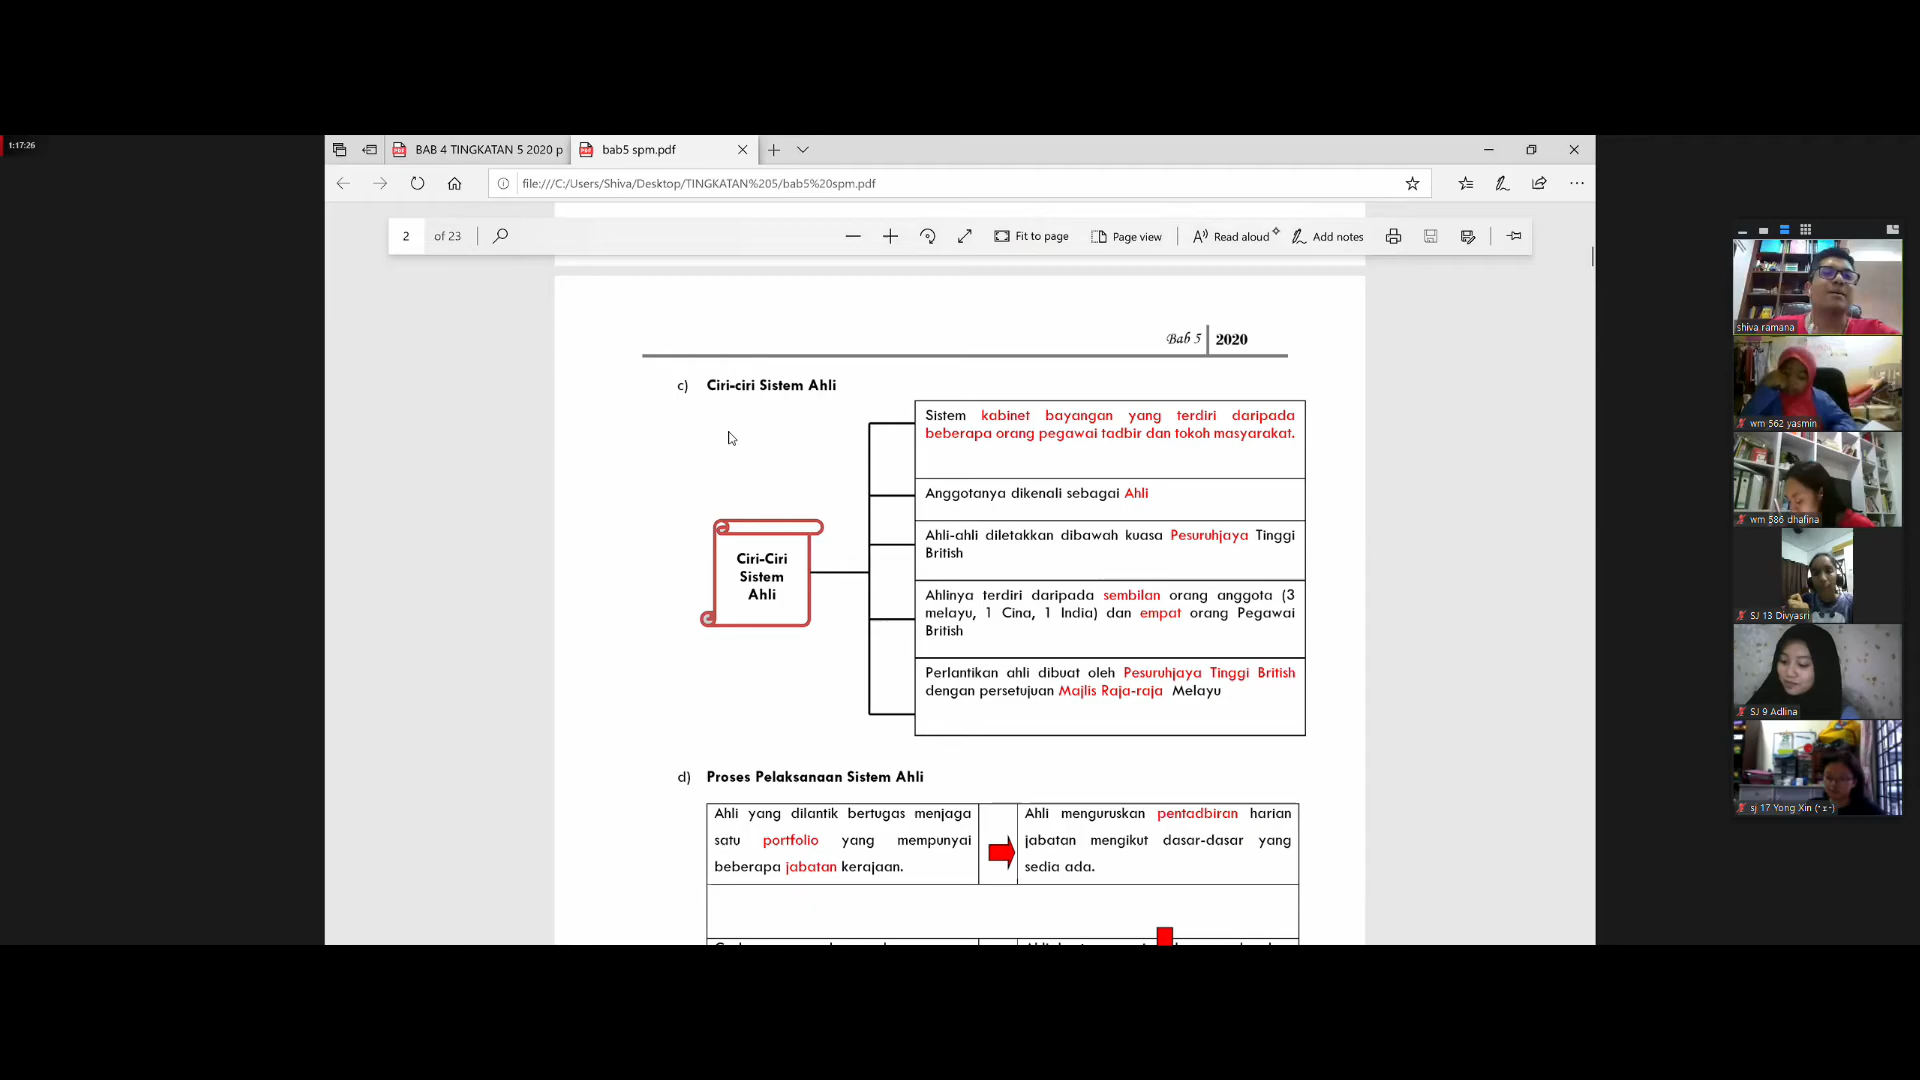 1:17:26
BAB 4 TINGKATAN 5 2020 p
bab5 spm.pdf
file:///C:/Users/Shiva/Desktop/TINGKATAN%205/bab5%20spm.pdf
2 of 23
Fit to page
Page view
Read aloud
Add notes
Bab 5 2020
c) Ciri-ciri Sistem Ahli
Ciri-Ciri
Sistem
Ahli
Sistem kabinet bayangan yang terdiri daripada
beberapa orang pegawai tadbir dan tokoh masyarakat.
Anggotanya dikenali sebagai Ahli
Ahli-ahli diletakkan dibawah kuasa Pesuruhjaya Tinggi
British
Ahlinya terdiri daripada sembilan orang anggota (3
melayu, 1 Cina, 1 India) dan empat orang Pegawai
British
Perlantikan ahli dibuat oleh Pesuruhjaya Tinggi British
dengan persetujuan Majlis Raja-raja Melayu
d) Proses Pelaksanaan Sistem Ahli
Ahli yang dilantik bertugas menjaga
satu portfolio yang mempunyai
beberapa jabatan kerajaan.
Ahli menguruskan pentadbiran harian
jabatan mengikut dasar-dasar yang
sedia ada.
shiva ramana
wm 562 yasmin
wm 586 dhafina
SJ 13 Divyasri
SJ 9 Adlina
sj 17 Yong Xin